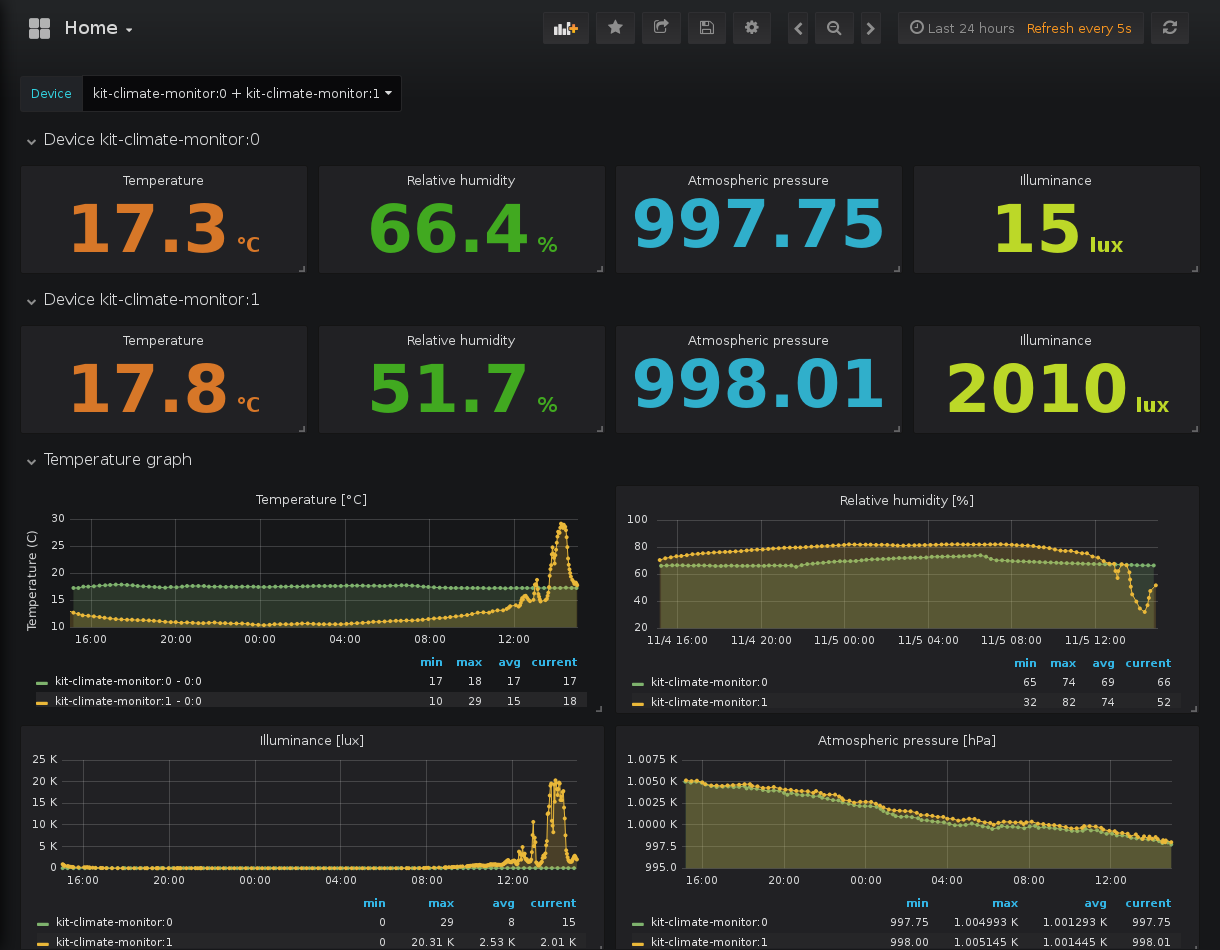 Home
Last 24 hours Refresh every 5s
Device kit-climate-monitor:0 + kit-climate-monitor:1
Device kit-climate-monitor:0
Temperature Relative humidity Atmospheric pressure Illuminance
17.3 °C 66.4 % 997.75 15 lux
Device kit-climate-monitor:1
Temperature Relative humidity Atmospheric pressure Illuminance
17.8 °C 51.7 % 998.01 2010 lux
Temperature graph
Temperature [°C]
Temperature (C)
30
25
20
15
10
16:00 20:00 00:00 04:00 08:00 12:00
min max avg current
kit-climate-monitor:0 - 0:0 17 18 17 17
kit-climate-monitor:1 - 0:0 10 29 15 18
Relative humidity [%]
100
80
60
40
20
11/4 16:00 11/4 20:00 11/5 00:00 11/5 04:00 11/5 08:00 11/5 12:00
min max avg current
kit-climate-monitor:0 65 74 69 66
kit-climate-monitor:1 32 82 74 52
Illuminance [lux]
25 K
20 K
15 K
10 K
5 K
0
16:00 20:00 00:00 04:00 08:00 12:00
min max avg current
kit-climate-monitor:0 0 29 8 15
kit-climate-monitor:1 0 20.31 K 2.53 K 2.01 K
Atmospheric pressure [hPa]
1.0075 K
1.0050 K
1.0025 K
1.0000 K
997.5
995.0
16:00 20:00 00:00 04:00 08:00 12:00
min max avg current
kit-climate-monitor:0 997.75 1.004993 K 1.001293 K 997.75
kit-climate-monitor:1 998.00 1.005145 K 1.001445 K 998.01